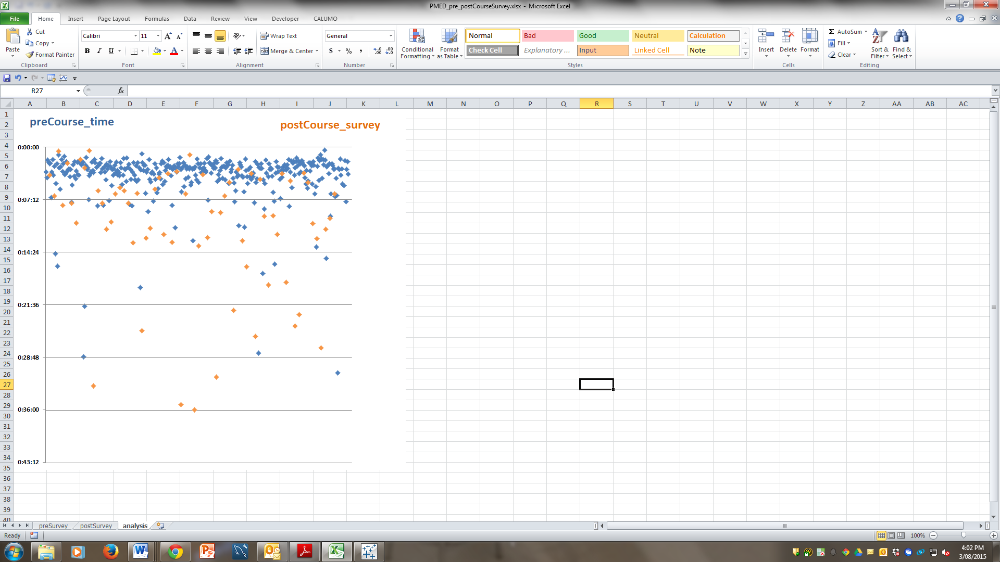 PMED_pre_postCourseSurvey.xlsx - Microsoft Excel
File Home Insert Page Layout Formulas Data Review View Developer CALUMO
Paste
Cut
Copy
Format Painter
Clipboard
Calibri 11
B I U
Font
Wrap Text
Merge & Center
Alignment
General
$ % ,
Number
Conditional Formatting
Format as Table
Normal Bad Good Neutral Calculation
Check Cell Explanatory ... Input Linked Cell Note
Styles
Insert Delete Format
Cells
AutoSum
Fill
Clear
Sort & Filter
Find & Select
Editing
R27
fx
A B C D E F G H I J K L M N O P Q R S T U V W X Y Z AA AB AC
1
2
3
4
5
6
7
8
9
10
11
12
13
14
15
16
17
18
19
20
21
22
23
24
25
26
27
28
29
30
31
32
33
34
35
36
37
38
39
40
preCourse_time
postCourse_survey
0:00:00
0:07:12
0:14:24
0:21:36
0:28:48
0:36:00
0:43:12
preSurvey postSurvey analysis
Ready
100%
4:02 PM
3/08/2015